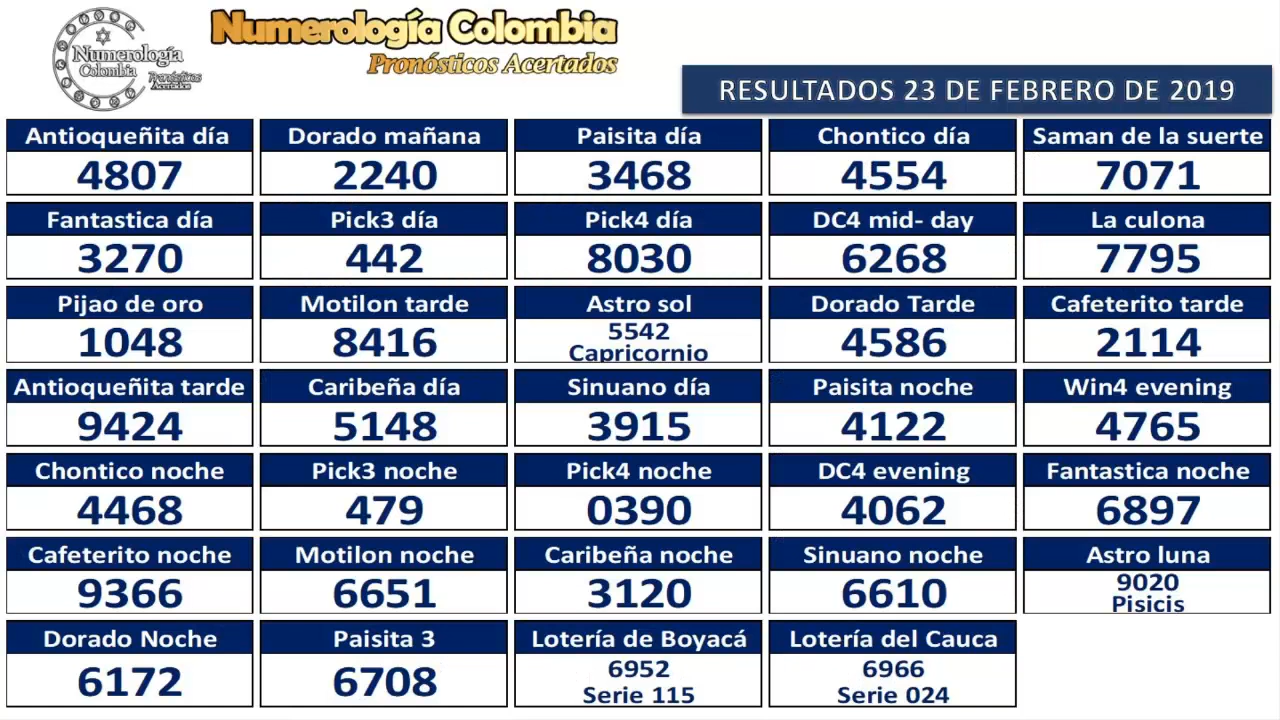 Numerología
Colombia
Pronósticos
Acertados
Numerología Colombia
Pronósticos Acertados
RESULTADOS 23 DE FEBRERO DE 2019
Antioqueñita día
4807
Dorado mañana
2240
Paisita día
3468
Chontico día
4554
Saman de la suerte
7071
Fantastica día
3270
Pick3 día
442
Pick4 día
8030
DC4 mid- day
6268
La culona
7795
Pijao de oro
1048
Motilon tarde
8416
Astro sol
5542
Capricornio
Dorado Tarde
4586
Cafeterito tarde
2114
Antioqueñita tarde
9424
Caribeña día
5148
Sinuano día
3915
Paisita noche
4122
Win4 evening
4765
Chontico noche
4468
Pick3 noche
479
Pick4 noche
0390
DC4 evening
4062
Fantastica noche
6897
Cafeterito noche
9366
Motilon noche
6651
Caribeña noche
3120
Sinuano noche
6610
Astro luna
9020
Pisicis
Dorado Noche
6172
Paisita 3
6708
Lotería de Boyacá
6952
Serie 115
Lotería del Cauca
6966
Serie 024